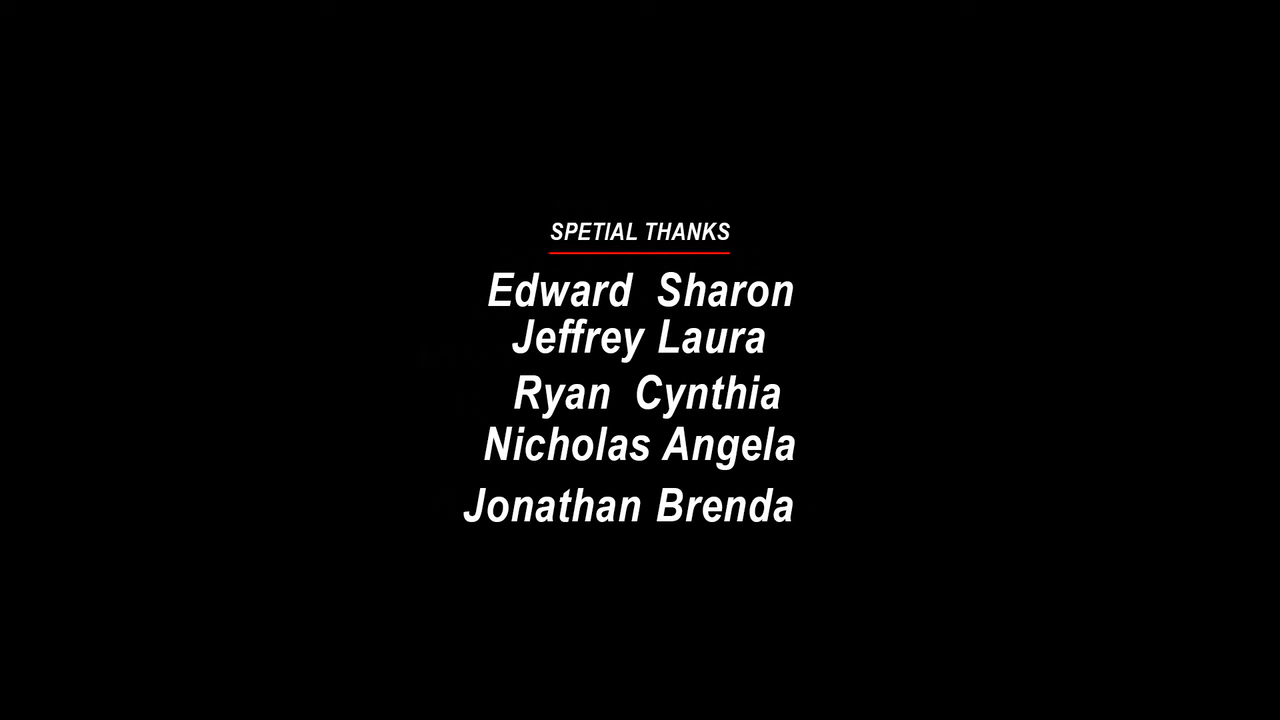 SPETIAL THANKS
Edward  Sharon
Jeffrey Laura
Ryan  Cynthia
Nicholas Angela
Jonathan Brenda